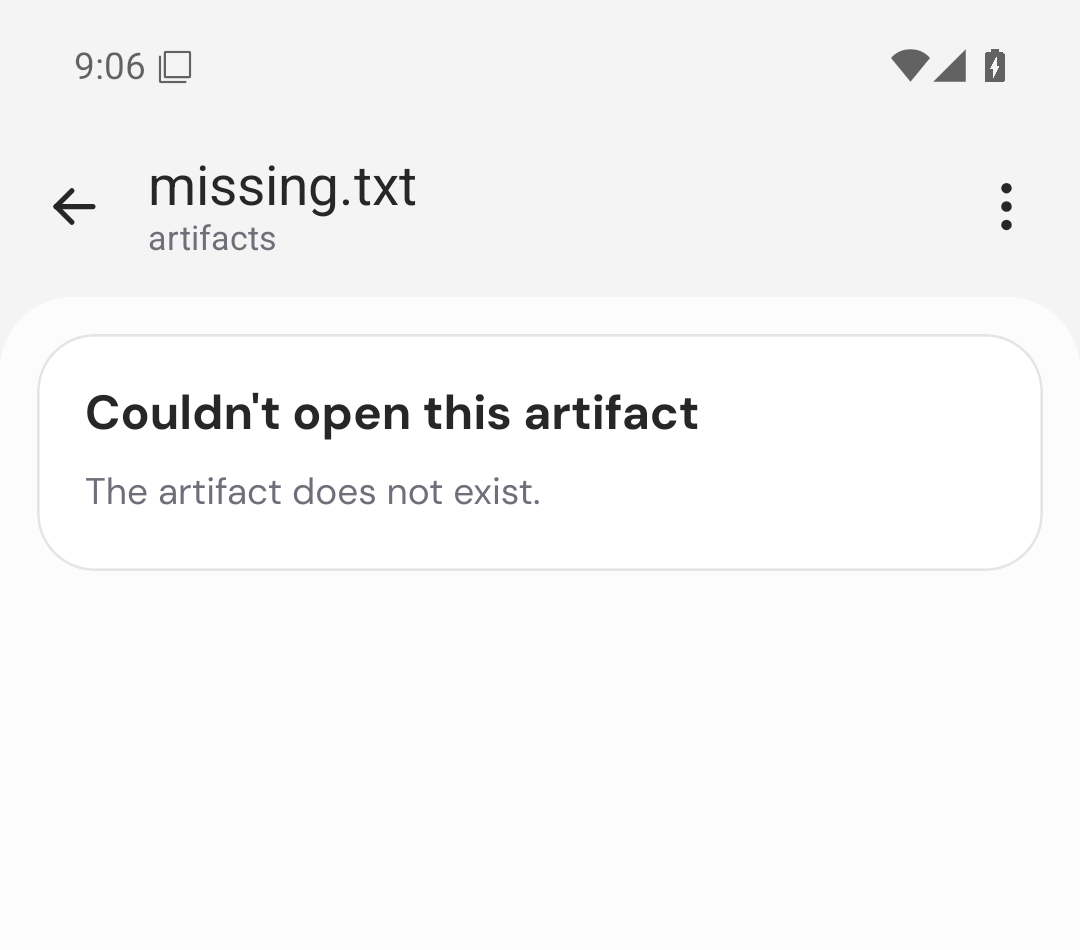 9:06
missing.txt
artifacts
Couldn't open this artifact
The artifact does not exist.